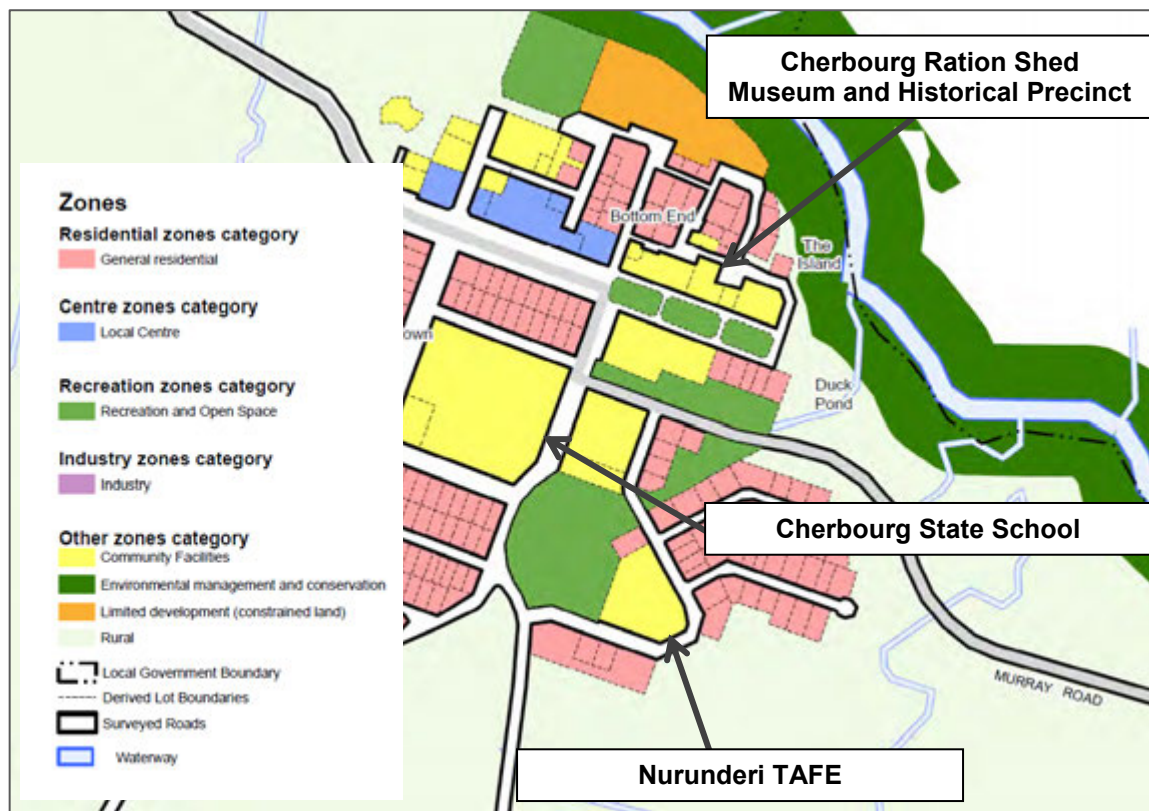 Cherbourg Ration Shed
Museum and Historical Precinct
Zones
Residential zones category
General residential
Centre zones category
Local Centre
Recreation zones category
Recreation and Open Space
Industry zones category
Industry
Other zones category
Community Facilities
Environmental management and conservation
Limited development (constrained land)
Rural
Local Government Boundary
Derived Lot Boundaries
Surveyed Roads
Waterway
Bottom End
The
Island
own
Duck
Pond
Cherbourg State School
MURRAY ROAD
Nurunderi TAFE